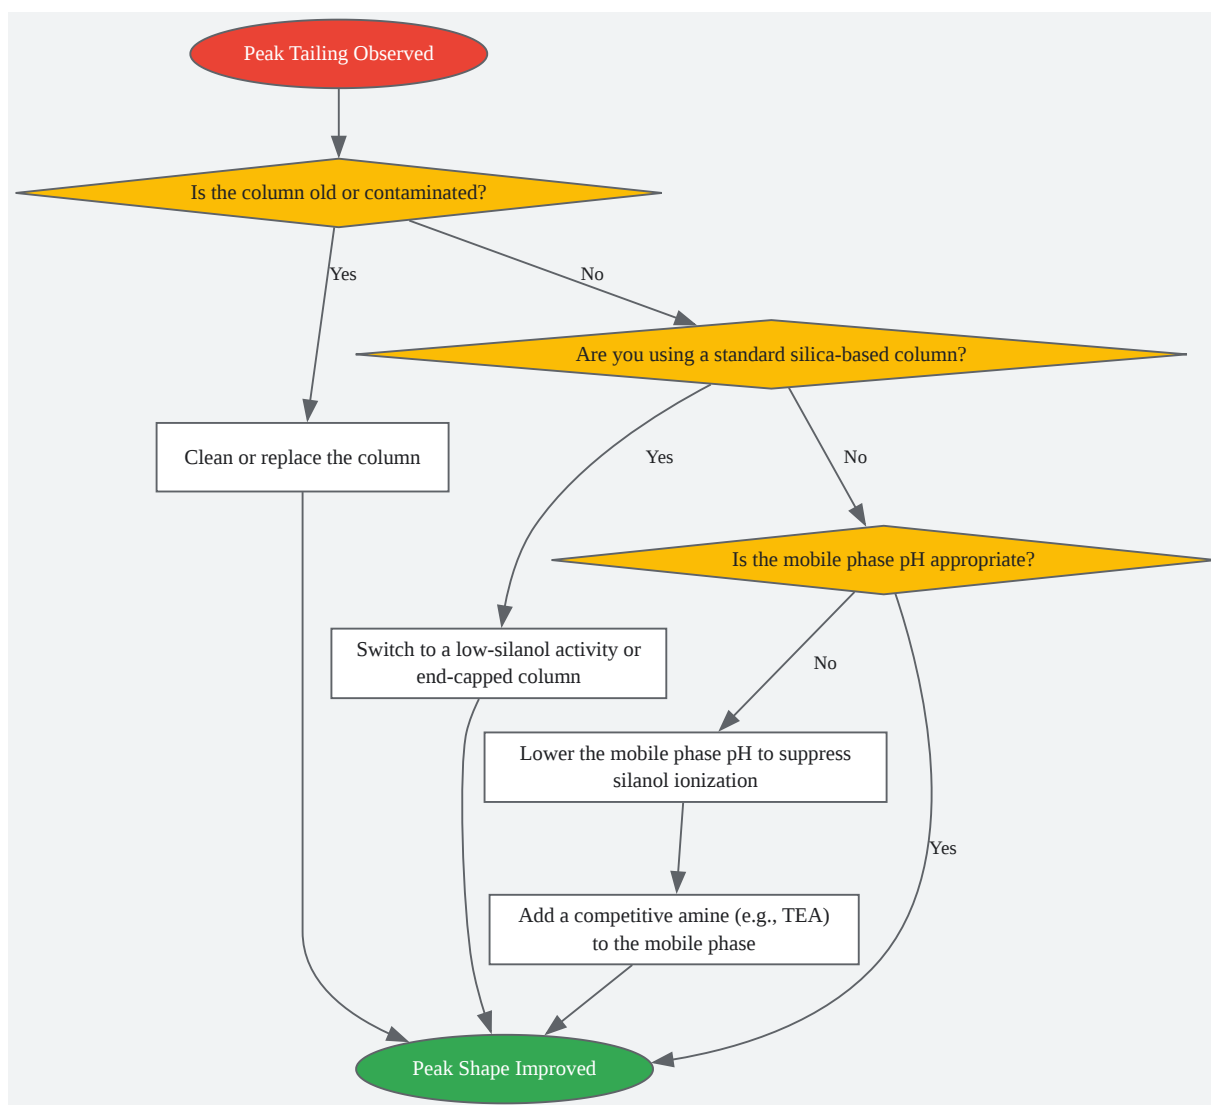 Peak Tailing Observed
Is the column old or contaminated?
Yes
No
Are you using a standard silica-based column?
Clean or replace the column
Yes
No
Is the mobile phase pH appropriate?
Switch to a low-silanol activity or
end-capped column
No
Lower the mobile phase pH to suppress
silanol ionization
Yes
Add a competitive amine (e.g., TEA)
to the mobile phase
Peak Shape Improved